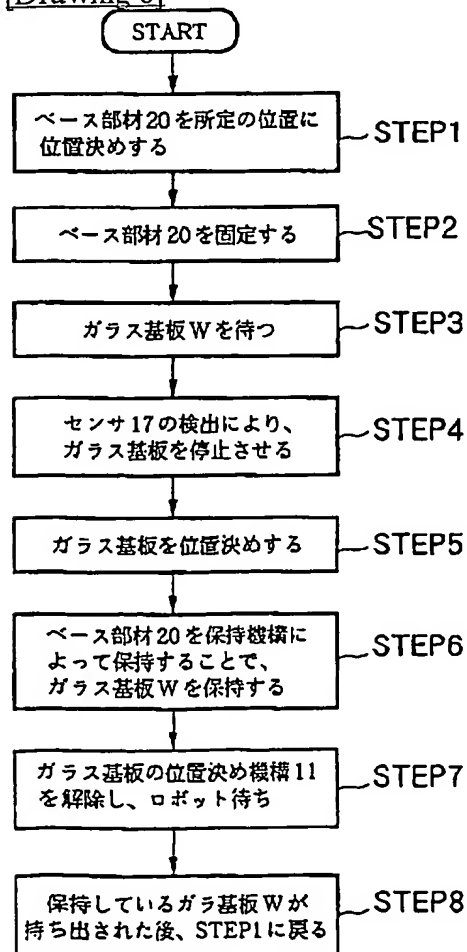 START
ベース部材20を所定の位置に
位置決めする
STEP1
ベース部材20を固定する
STEP2
ガラス基板Wを待つ
STEP3
センサ17の検出により、
ガラス基板を停止させる
STEP4
ガラス基板を位置決めする
STEP5
ベース部材20を保持機構に
よって保持することで、
ガラス基板Wを保持する
STEP6
ガラス基板の位置決め機構11
を解除し、ロボット待ち
STEP7
保持しているガラ基板Wが
持ち出された後、STEP1に戻る
STEP8